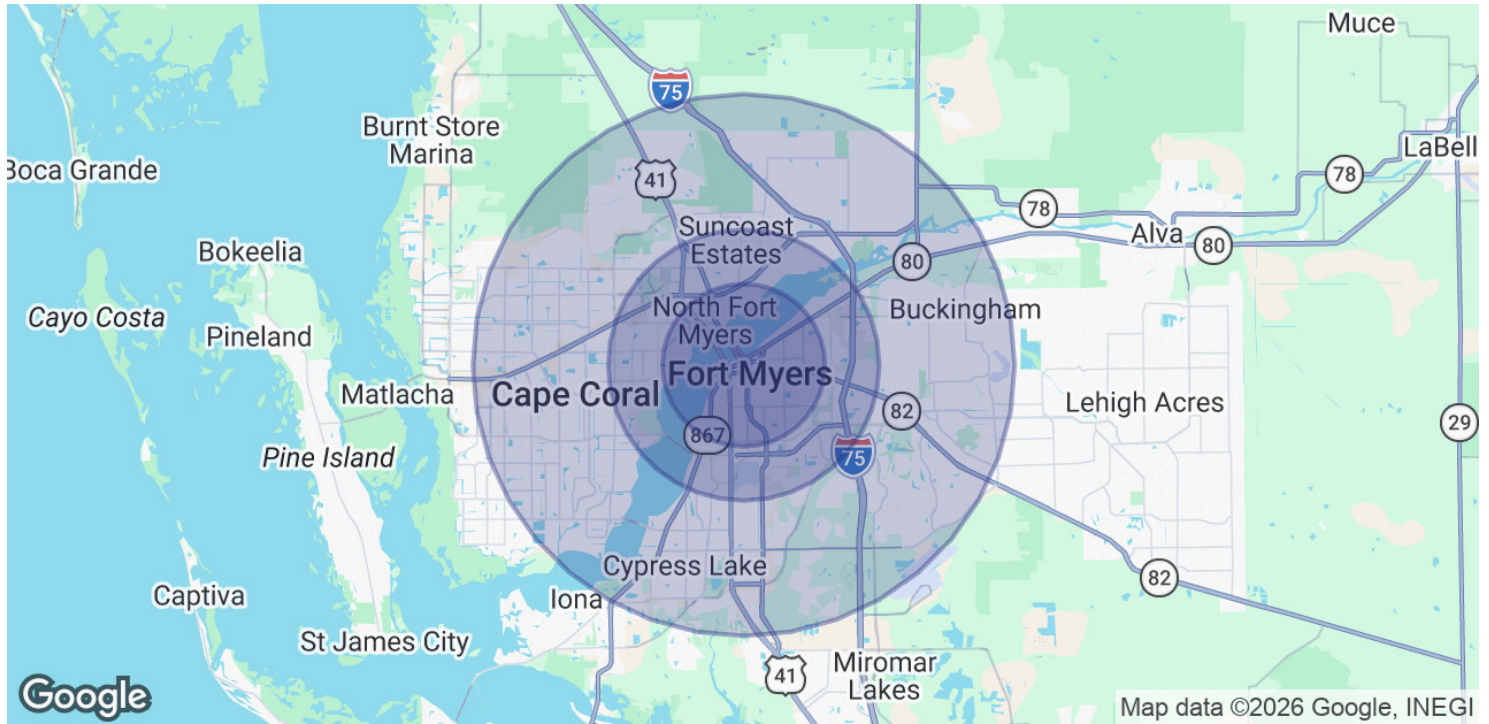 Muce
75
Burnt Store
Marina
LaBell
Boca Grande
78
41
78
Suncoast
Estates
Alva
80
Bokeelia
80
North Fort
Myers
Buckingham
Cayo Costa
Pineland
Fort Myers
Matlacha
Cape Coral
Lehigh Acres
82
29
867
Pine Island
75
Cypress Lake
82
Captiva
Iona
St James City
Miromar
Lakes
41
Google
Map data ©2026 Google, INEGI